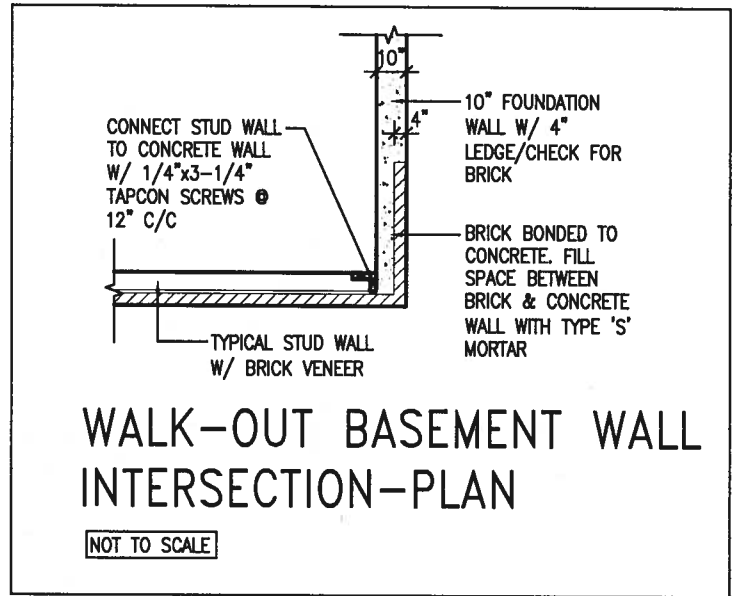 10"
4"
CONNECT STUD WALL
TO CONCRETE WALL
W/ 1/4"x3-1/4"
TAPCON SCREWS @
12" C/C
10" FOUNDATION
WALL W/ 4"
LEDGE/CHECK FOR
BRICK
BRICK BONDED TO
CONCRETE. FILL
SPACE BETWEEN
BRICK & CONCRETE
WALL WITH TYPE 'S'
MORTAR
TYPICAL STUD WALL
W/ BRICK VENEER
WALK-OUT BASEMENT WALL
INTERSECTION-PLAN
NOT TO SCALE